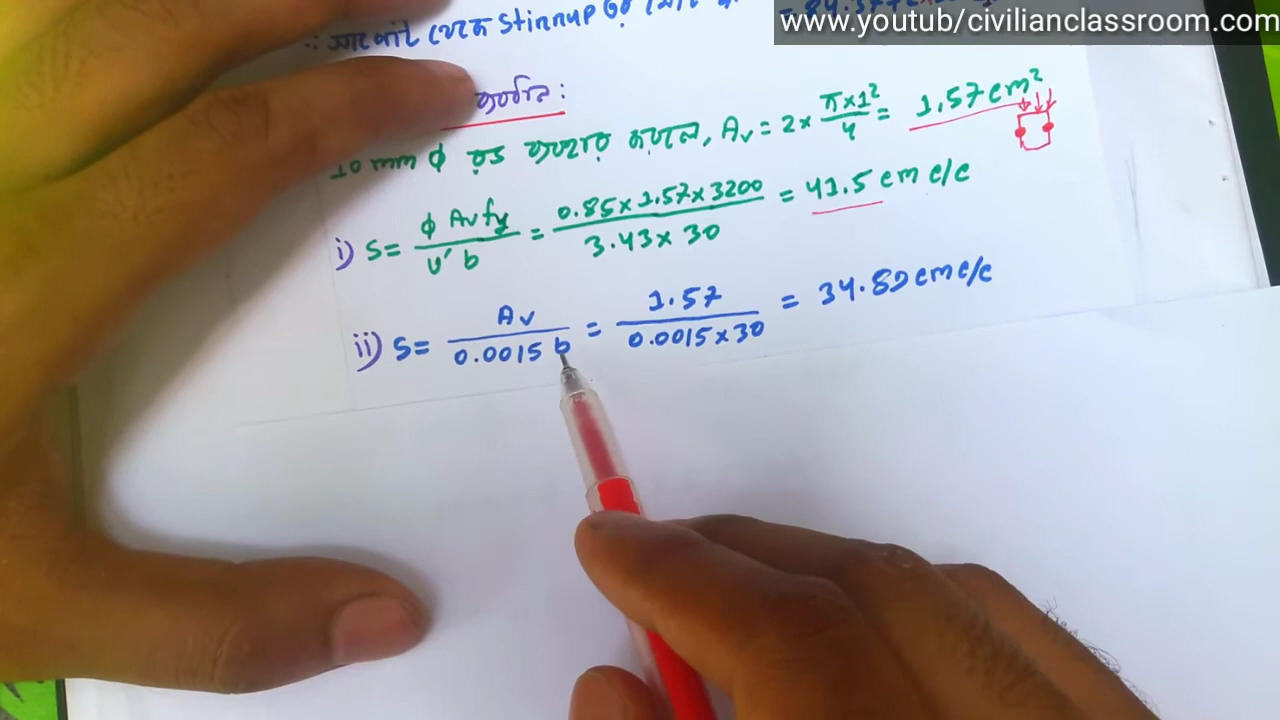 www.youtub/civilianclassroom.com
∴ সাপোর্ট থেকে Stirrup
:
10 mm φ রড ব্যবহার করলে, Av = 2 × π×1²/4 = 1.57 cm²
i) S = φ Av fy / v' b = 0.85 × 1.57 × 3200 / 3.43 × 30 = 41.5 cm c/c
ii) S = Av / 0.0015 b = 1.57 / 0.0015 × 30 = 34.89 cm c/c